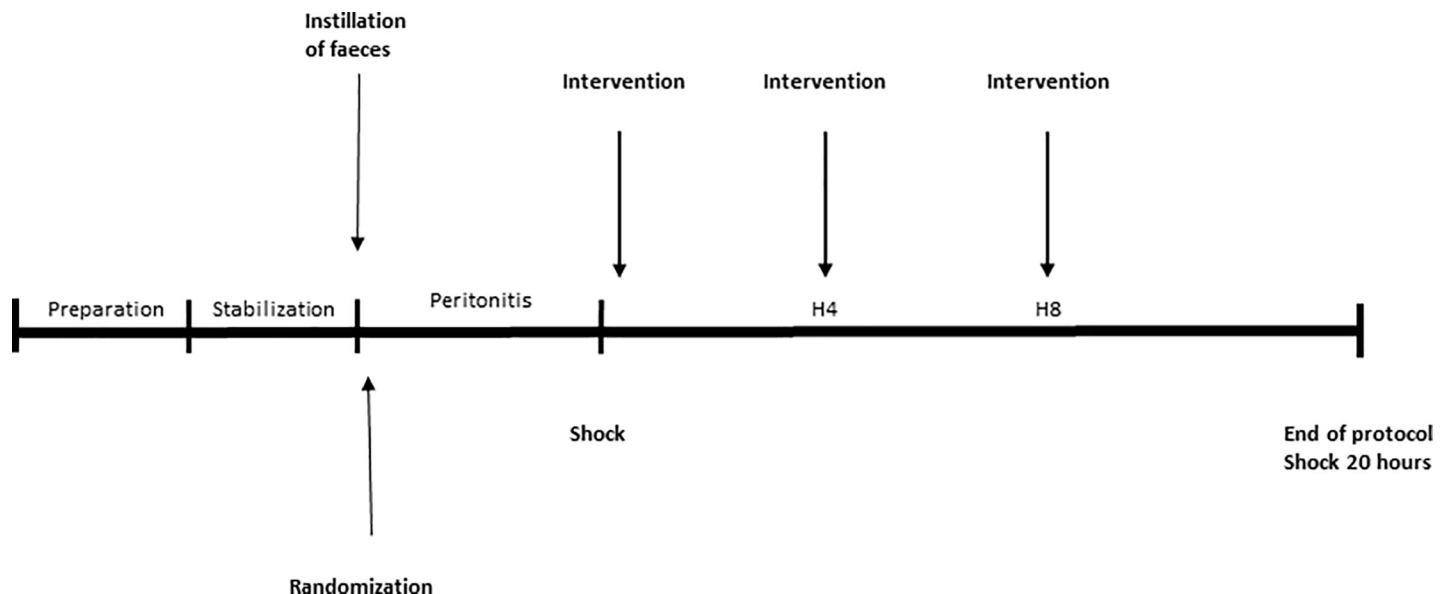 Instillation
of faeces
Intervention
Intervention
Intervention
Preparation
Stabilization
Peritonitis
H4
H8
Shock
End of protocol
Shock 20 hours
Randomization